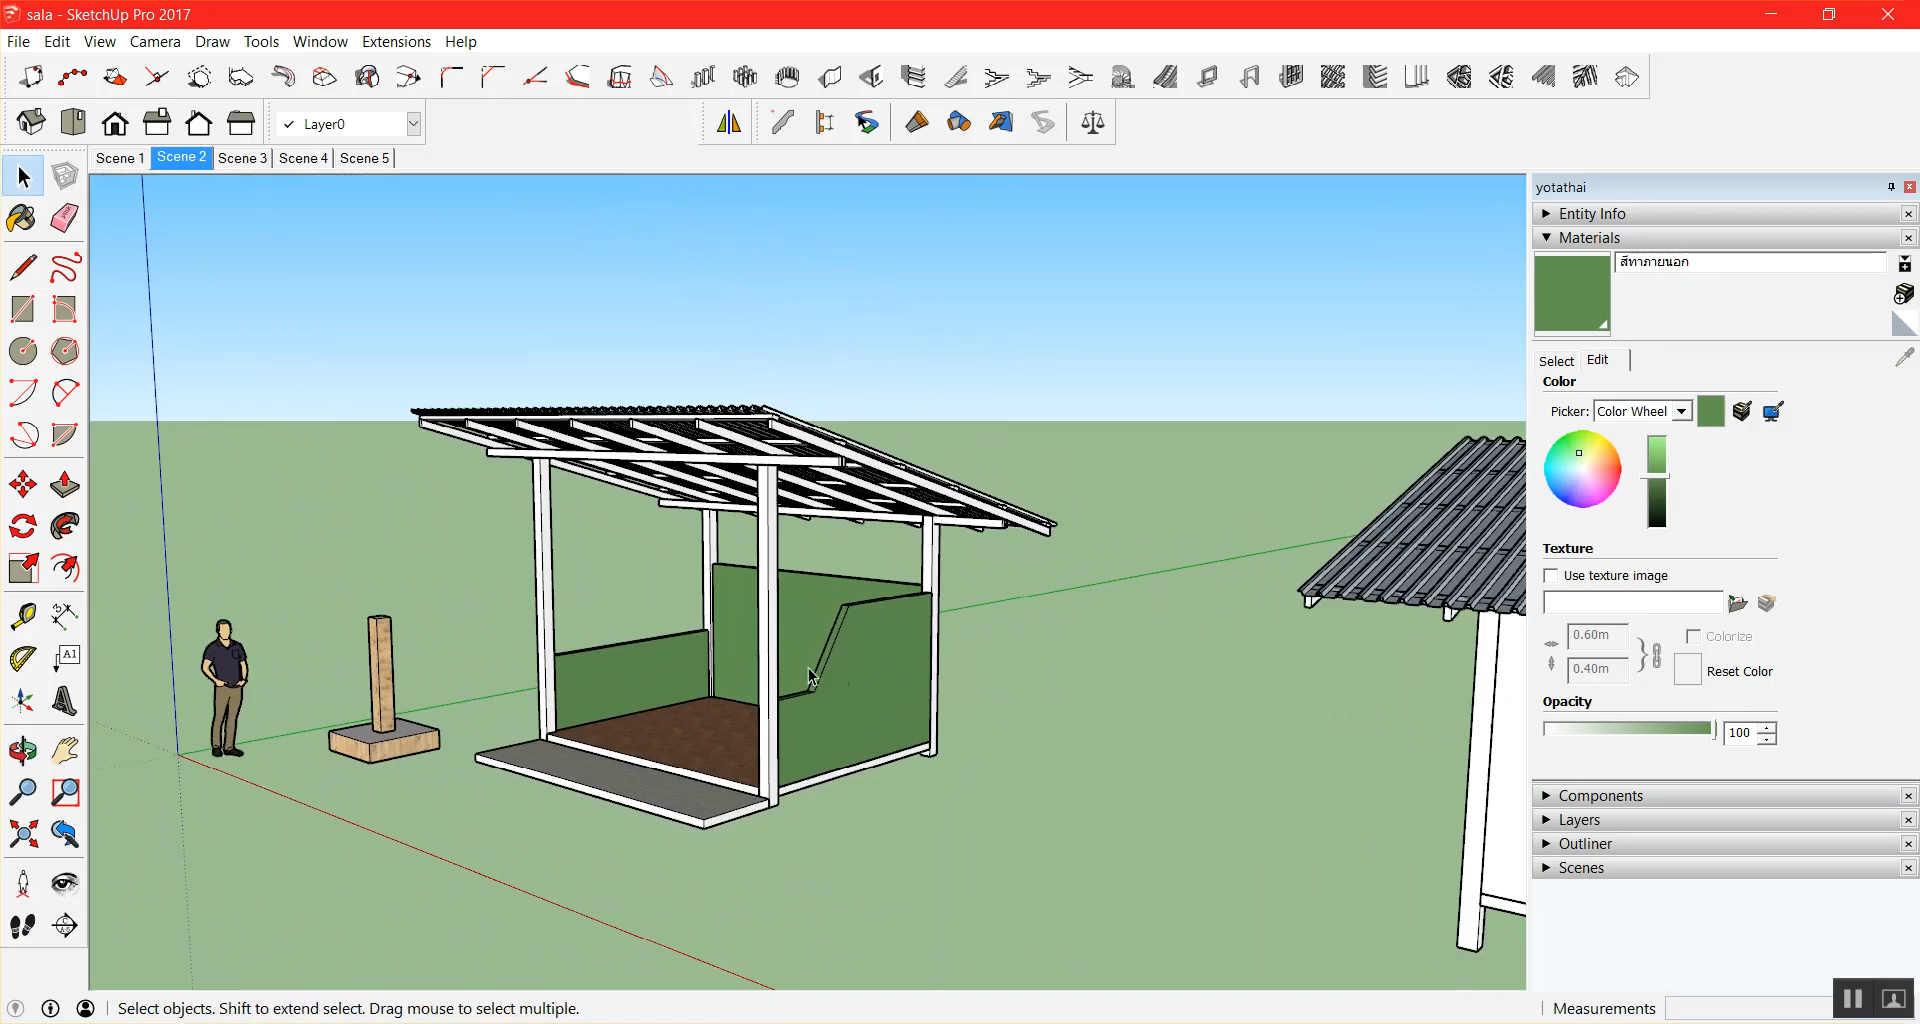 sala - SketchUp Pro 2017
File Edit View Camera Draw Tools Window Extensions Help
Layer0
Scene 1 Scene 2 Scene 3 Scene 4 Scene 5
yotathai
Entity Info
Materials
สีทาภายนอก
Select Edit
Color
Picker: Color Wheel
Texture
Use texture image
0.60m Colorize
0.40m Reset Color
Opacity
100
A1
Components
Layers
Outliner
Scenes
Select objects. Shift to extend select. Drag mouse to select multiple.
Measurements